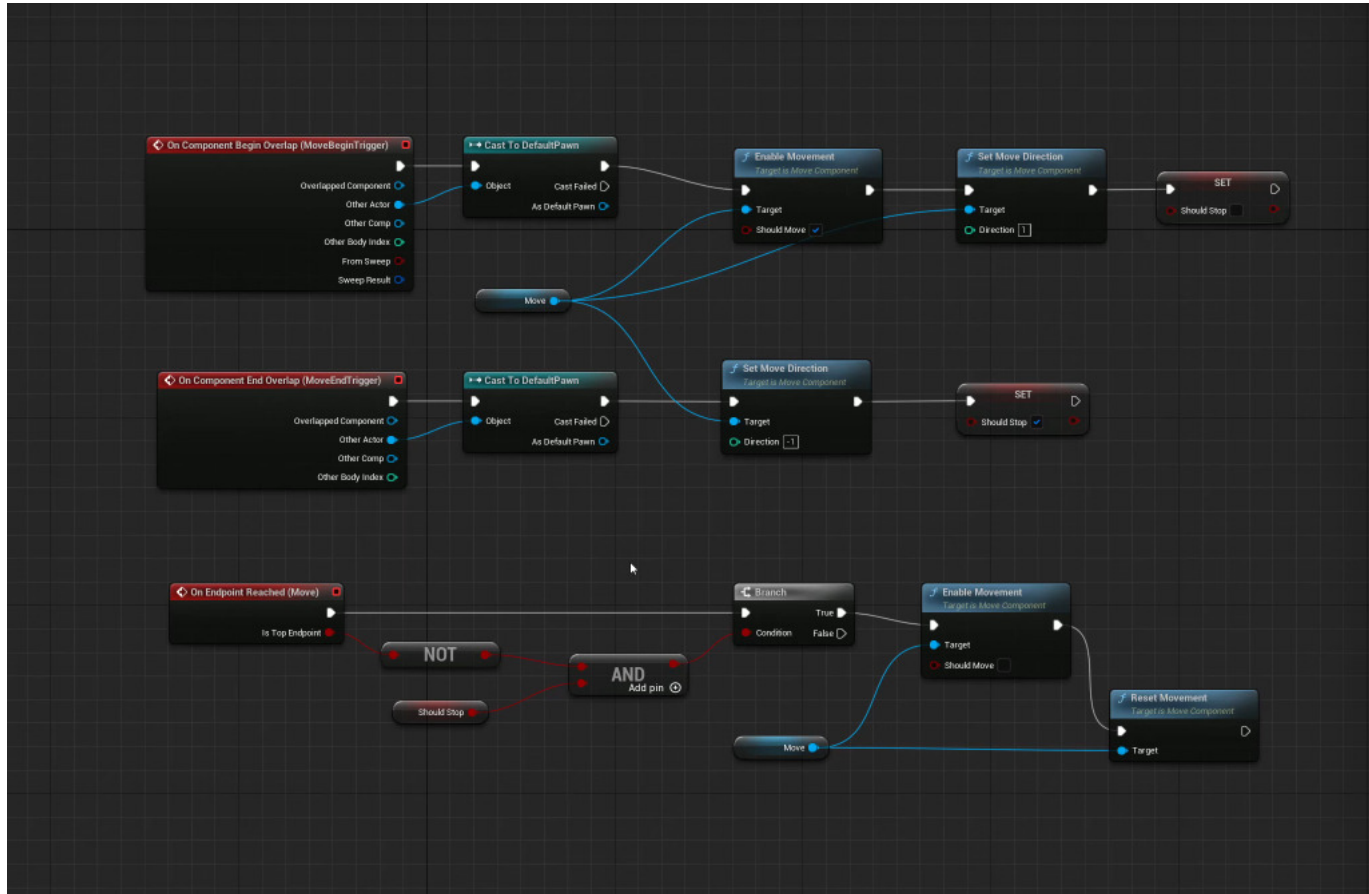 On Component Begin Overlap (MoveBeginTrigger)
Overlapped Component
Other Actor
Other Comp
Other Body Index
From Sweep
Sweep Result
Cast To DefaultPawn
Object
Cast Failed
As Default Pawn
Enable Movement
Target is Move Component
Target
Should Move
Set Move Direction
Target is Move Component
Target
Direction 1
SET
Should Stop
Move
On Component End Overlap (MoveEndTrigger)
Overlapped Component
Other Actor
Other Comp
Other Body Index
Cast To DefaultPawn
Object
Cast Failed
As Default Pawn
Set Move Direction
Target is Move Component
Target
Direction -1
SET
Should Stop
On Endpoint Reached (Move)
Is Top Endpoint
NOT
Should Stop
AND
Add pin
Branch
True
Condition
False
Enable Movement
Target is Move Component
Target
Should Move
Move
Reset Movement
Target is Move Component
Target